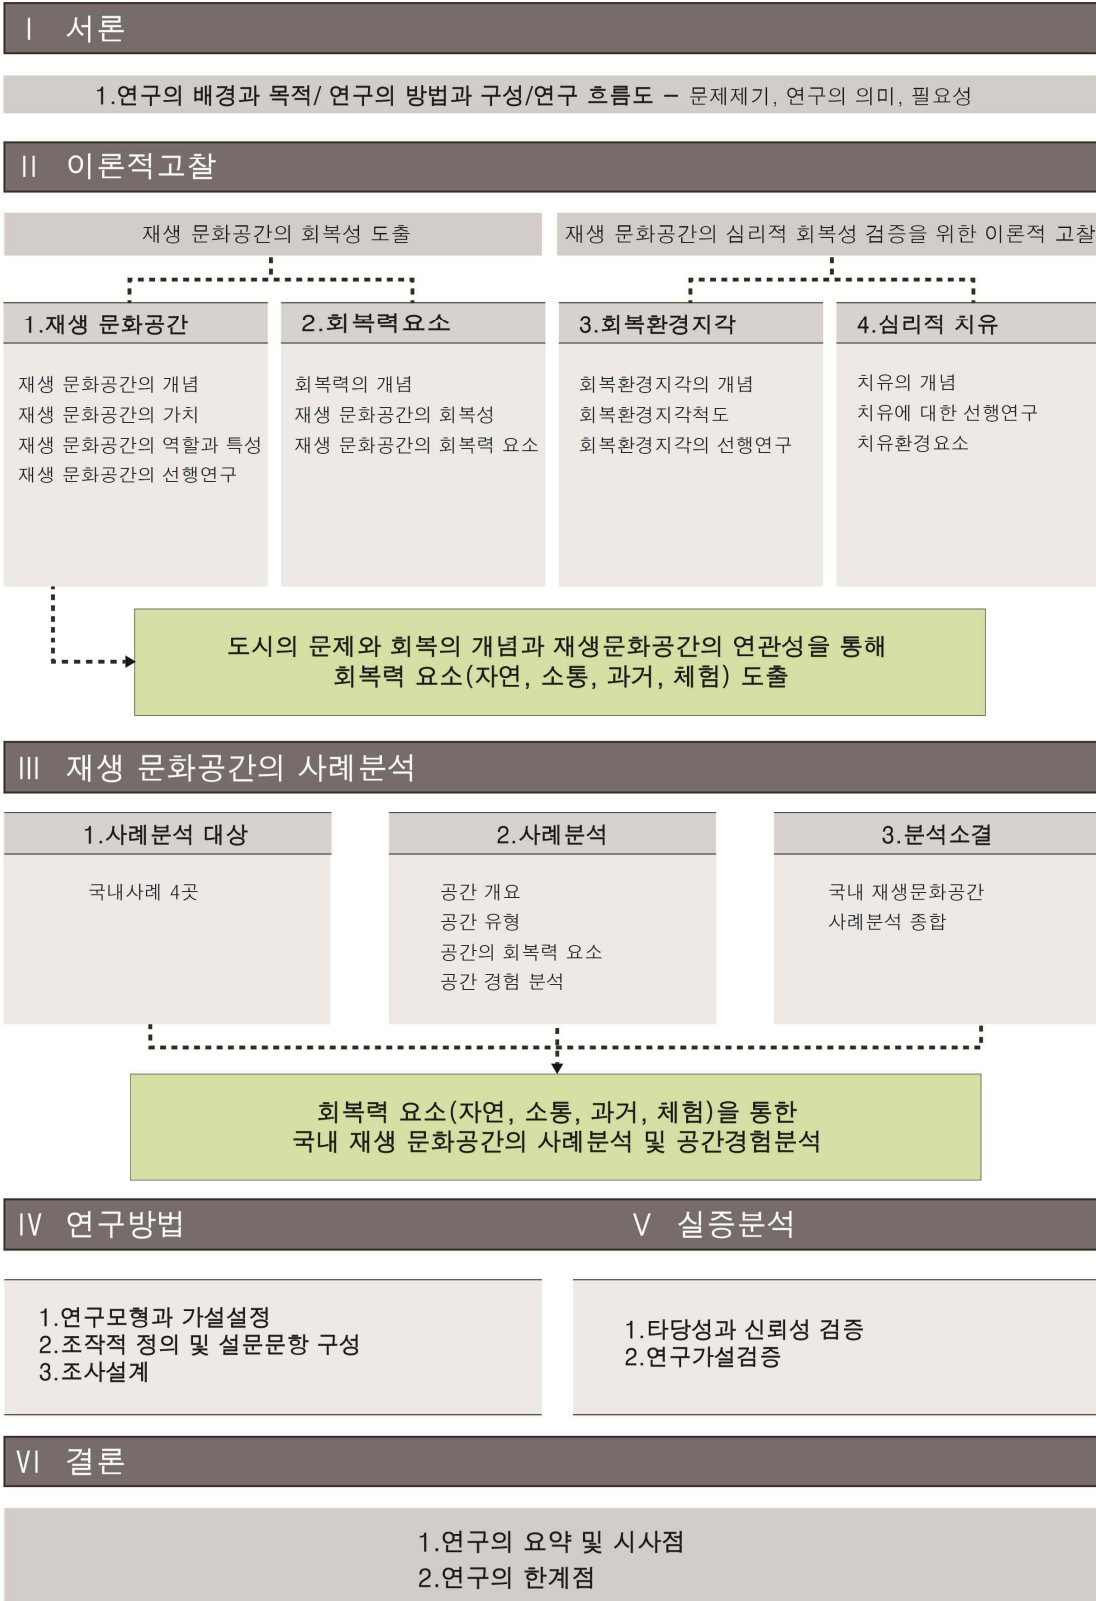 Ⅰ 서론
1.연구의 배경과 목적/ 연구의 방법과 구성/연구 흐름도 – 문제제기, 연구의 의미, 필요성
Ⅱ 이론적고찰
재생 문화공간의 회복성 도출
재생 문화공간의 심리적 회복성 검증을 위한 이론적 고찰
1.재생 문화공간
재생 문화공간의 개념
재생 문화공간의 가치
재생 문화공간의 역할과 특성
재생 문화공간의 선행연구
2.회복력요소
회복력의 개념
재생 문화공간의 회복성
재생 문화공간의 회복력 요소
3.회복환경지각
회복환경지각의 개념
회복환경지각척도
회복환경지각의 선행연구
4.심리적 치유
치유의 개념
치유에 대한 선행연구
치유환경요소
도시의 문제와 회복의 개념과 재생문화공간의 연관성을 통해
회복력 요소(자연, 소통, 과거, 체험) 도출
Ⅲ 재생 문화공간의 사례분석
1.사례분석 대상
국내사례 4곳
2.사례분석
공간 개요
공간 유형
공간의 회복력 요소
공간 경험 분석
3.분석소결
국내 재생문화공간
사례분석 종합
회복력 요소(자연, 소통, 과거, 체험)을 통한
국내 재생 문화공간의 사례분석 및 공간경험분석
Ⅳ 연구방법
1.연구모형과 가설설정
2.조작적 정의 및 설문문항 구성
3.조사설계
Ⅴ 실증분석
1.타당성과 신뢰성 검증
2.연구가설검증
Ⅵ 결론
1.연구의 요약 및 시사점
2.연구의 한계점